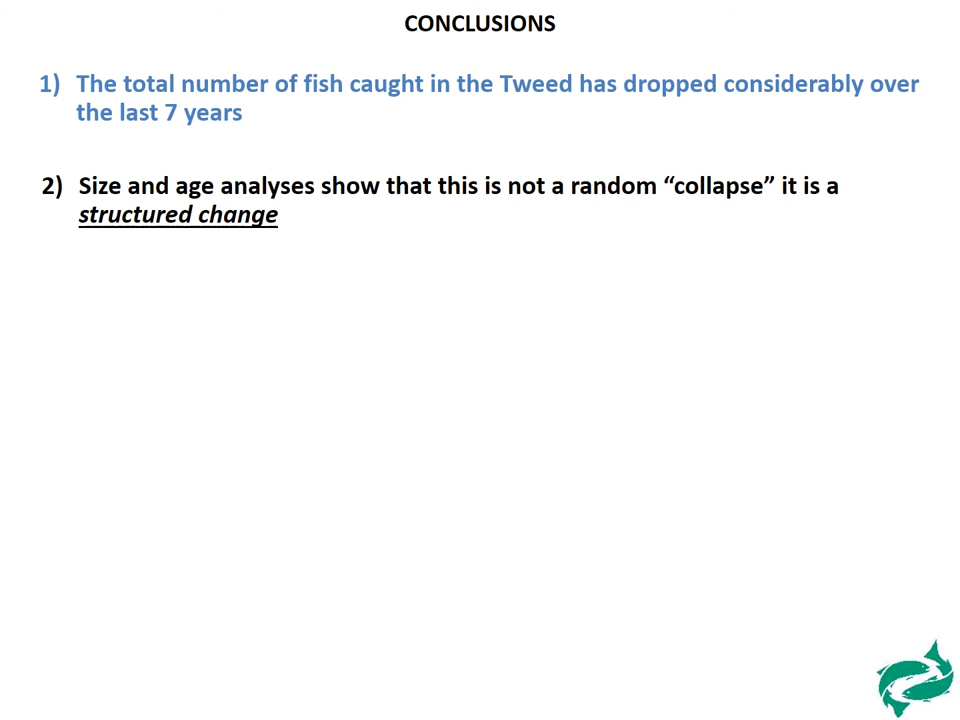 CONCLUSIONS
1) The total number of fish caught in the Tweed has dropped considerably over
the last 7 years
2) Size and age analyses show that this is not a random “collapse” it is a
structured change